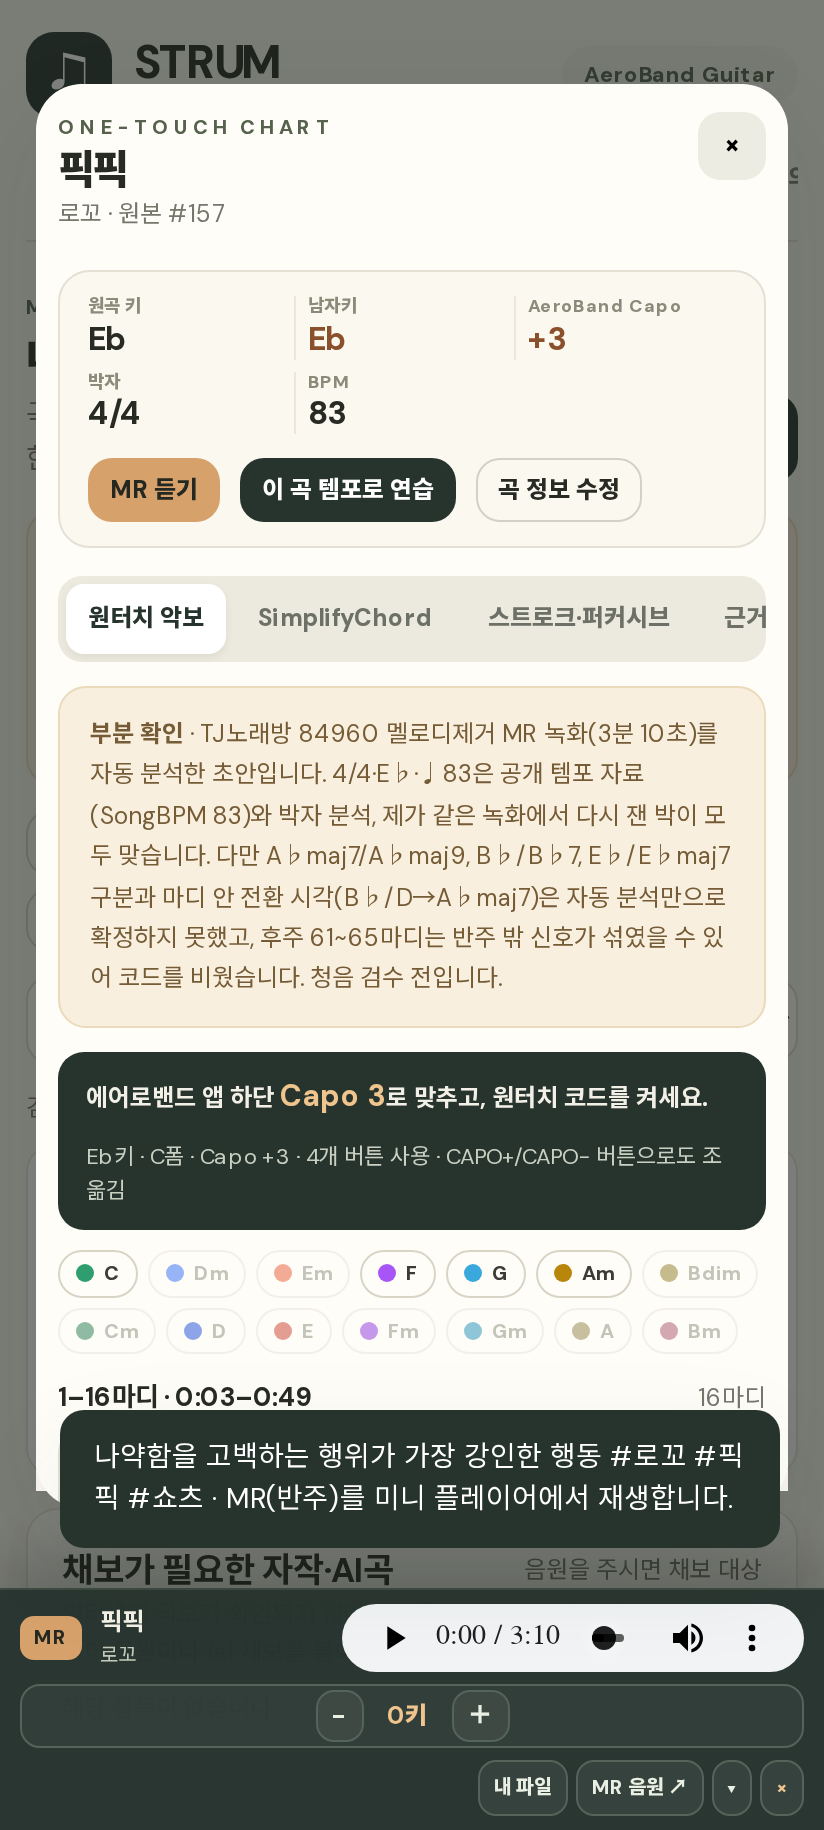 STRUM
AeroBand Guitar
ONE-TOUCH CHART
×
픽픽
로꼬 · 원본 #157
원곡 키
남자키
AeroBand Capo
Eb
Eb
+3
박자
BPM
4/4
83
MR 듣기
이 곡 템포로 연습
곡 정보 수정
원터치 악보
SimplifyChord
스트로크·퍼커시브
근거
부분 확인 · TJ노래방 84960 멜로디제거 MR 녹화(3분 10초)를
자동 분석한 초안입니다. 4/4·E♭·♩83은 공개 템포 자료
(SongBPM 83)와 박자 분석, 제가 같은 녹화에서 다시 잰 박이 모
두 맞습니다. 다만 A♭maj7/A♭maj9, B♭/B♭7, E♭/E♭maj7
구분과 마디 안 전환 시각(B♭/D→A♭maj7)은 자동 분석만으로
확정하지 못했고, 후주 61~65마디는 반주 밖 신호가 섞였을 수 있
어 코드를 비웠습니다. 청음 검수 전입니다.
에어로밴드 앱 하단 Capo 3로 맞추고, 원터치 코드를 켜세요.
Eb키 · C폼 · Capo +3 · 4개 버튼 사용 · CAPO+/CAPO- 버튼으로도 조
옮김
C
Dm
Em
F
G
Am
Bdim
Cm
D
E
Fm
Gm
A
Bm
1–16마디 · 0:03–0:49
16마디
나약함을 고백하는 행위가 가장 강인한 행동 #로꼬 #픽
픽 #쇼츠 · MR(반주)를 미니 플레이어에서 재생합니다.
채보가 필요한 자작·AI곡
음원을 주시면 채보 대상
MR
픽픽
로꼬
0:00 / 3:10
-
0키
+
내 파일
MR 음원 ↗
▾
×